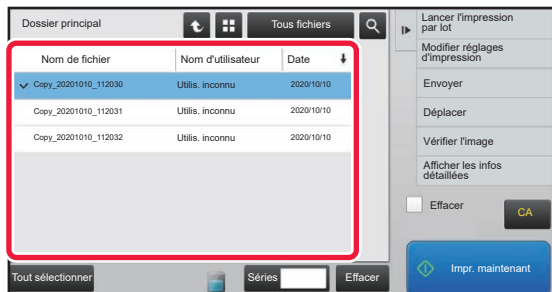 Dossier principal
Tous fichiers
Nom de fichier Nom d'utilisateur Date
Copy_20201010_112030 Utilis. inconnu 2020/10/10
Copy_20201010_112031 Utilis. inconnu 2020/10/10
Copy_20201010_112032 Utilis. inconnu 2020/10/10
Tout sélectionner
Séries
Effacer
Lancer l'impression
par lot
Modifier réglages
d'impression
Envoyer
Déplacer
Vérifier l'image
Afficher les infos
détaillées
Effacer
CA
Impr. maintenant